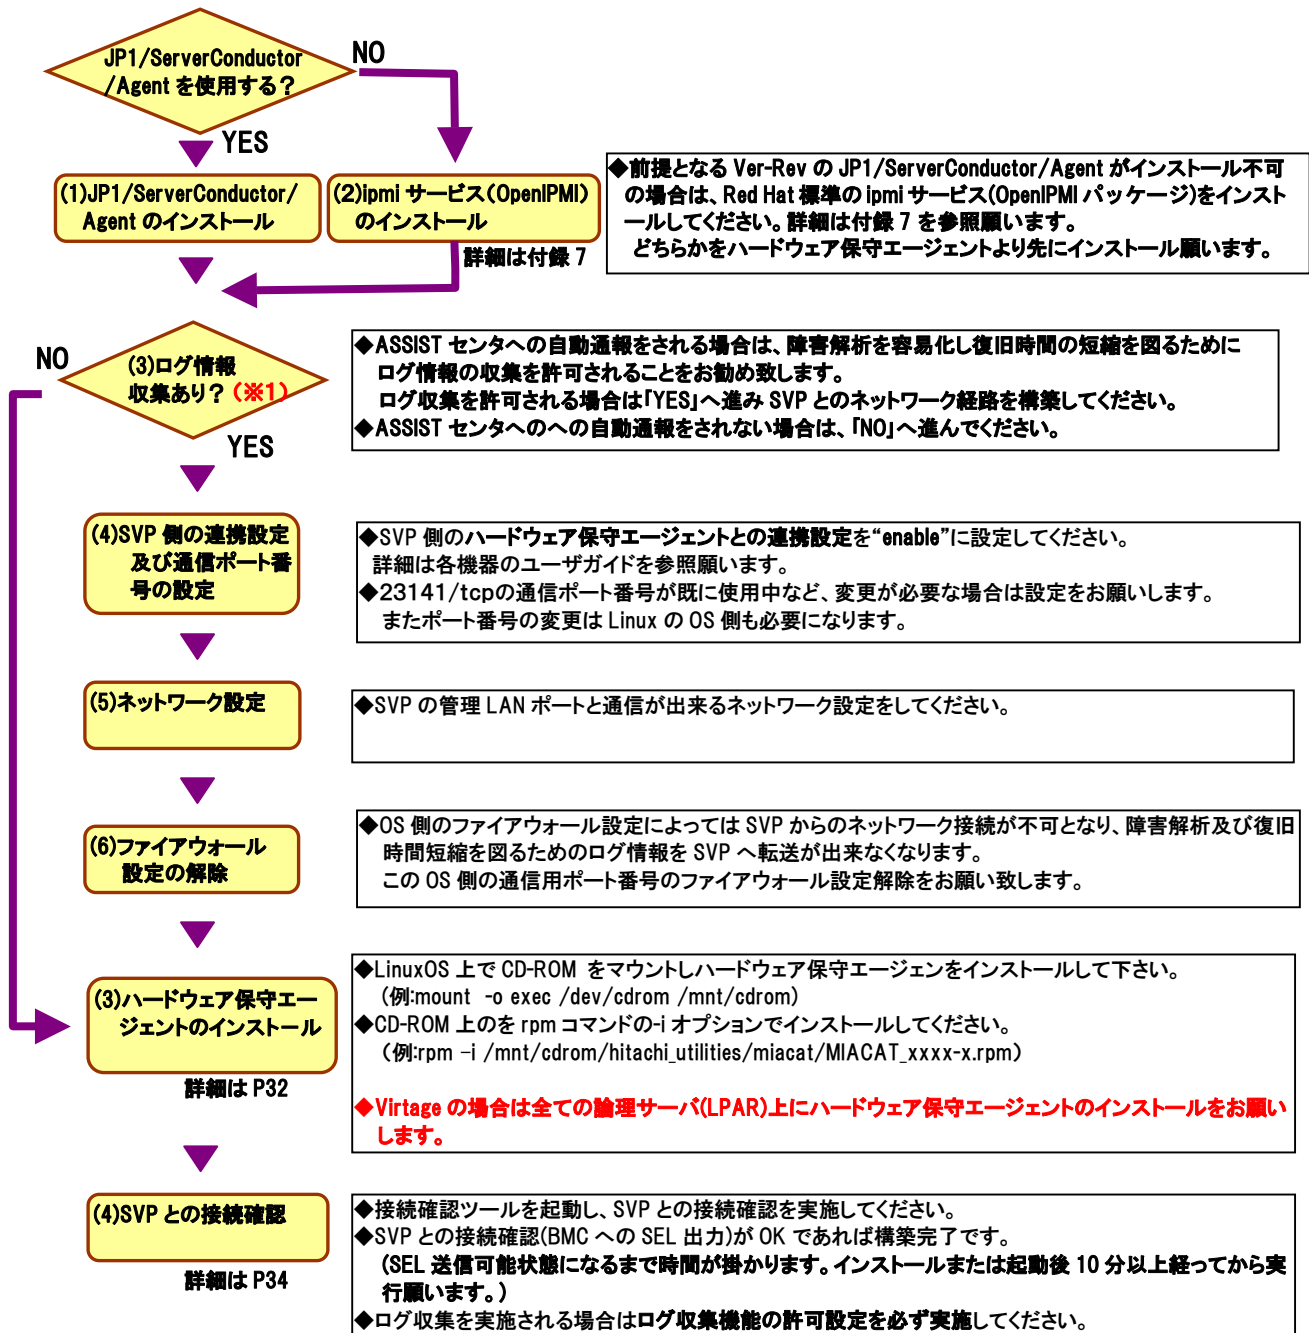 JP1/ServerConductor
/Agent を使用する？
NO
YES
(1)JP1/ServerConductor/
Agent のインストール
(2)ipmi サービス(OpenIPMI)
のインストール
詳細は付録 7
◆前提となる Ver-Rev の JP1/ServerConductor/Agent がインストール不可
の場合は、Red Hat 標準の ipmi サービス(OpenIPMI パッケージ)をインスト
ールしてください。詳細は付録 7 を参照願います。
どちらかをハードウェア保守エージェントより先にインストール願います。
NO
(3)ログ情報
収集あり？ (※1)
YES
◆ASSIST センタへの自動通報をされる場合は、障害解析を容易化し復旧時間の短縮を図るために
ログ情報の収集を許可されることをお勧め致します。
ログ収集を許可される場合は「YES」へ進み SVP とのネットワーク経路を構築してください。
◆ASSIST センタへのへの自動通報をされない場合は、「NO」へ進んでください。
(4)SVP 側の連携設定
及び通信ポート番
号の設定
◆SVP 側のハードウェア保守エージェントとの連携設定を“enable”に設定してください。
詳細は各機器のユーザガイドを参照願います。
◆23141/tcpの通信ポート番号が既に使用中など、変更が必要な場合は設定をお願いします。
またポート番号の変更は Linux の OS 側も必要になります。
(5)ネットワーク設定
◆SVP の管理 LAN ポートと通信が出来るネットワーク設定をしてください。
(6)ファイアウォール
設定の解除
◆OS 側のファイアウォール設定によっては SVP からのネットワーク接続が不可となり、障害解析及び復旧
時間短縮を図るためのログ情報を SVP へ転送が出来なくなります。
この OS 側の通信用ポート番号のファイアウォール設定解除をお願い致します。
(3)ハードウェア保守エー
ジェントのインストール
詳細は P32
◆LinuxOS 上で CD-ROM をマウントしハードウェア保守エージェンをインストールして下さい。
(例:mount -o exec /dev/cdrom /mnt/cdrom)
◆CD-ROM 上のを rpm コマンドの-i オプションでインストールしてください。
（例:rpm –i /mnt/cdrom/hitachi_utilities/miacat/MIACAT_xxxx-x.rpm）
◆Virtage の場合は全ての論理サーバ(LPAR)上にハードウェア保守エージェントのインストールをお願い
します。
(4)SVP との接続確認
詳細は P34
◆接続確認ツールを起動し、SVP との接続確認を実施してください。
◆SVP との接続確認(BMC への SEL 出力)が OK であれば構築完了です。
(SEL 送信可能状態になるまで時間が掛かります。インストールまたは起動後 10 分以上経ってから実
行願います。)
◆ログ収集を実施される場合はログ収集機能の許可設定を必ず実施してください。